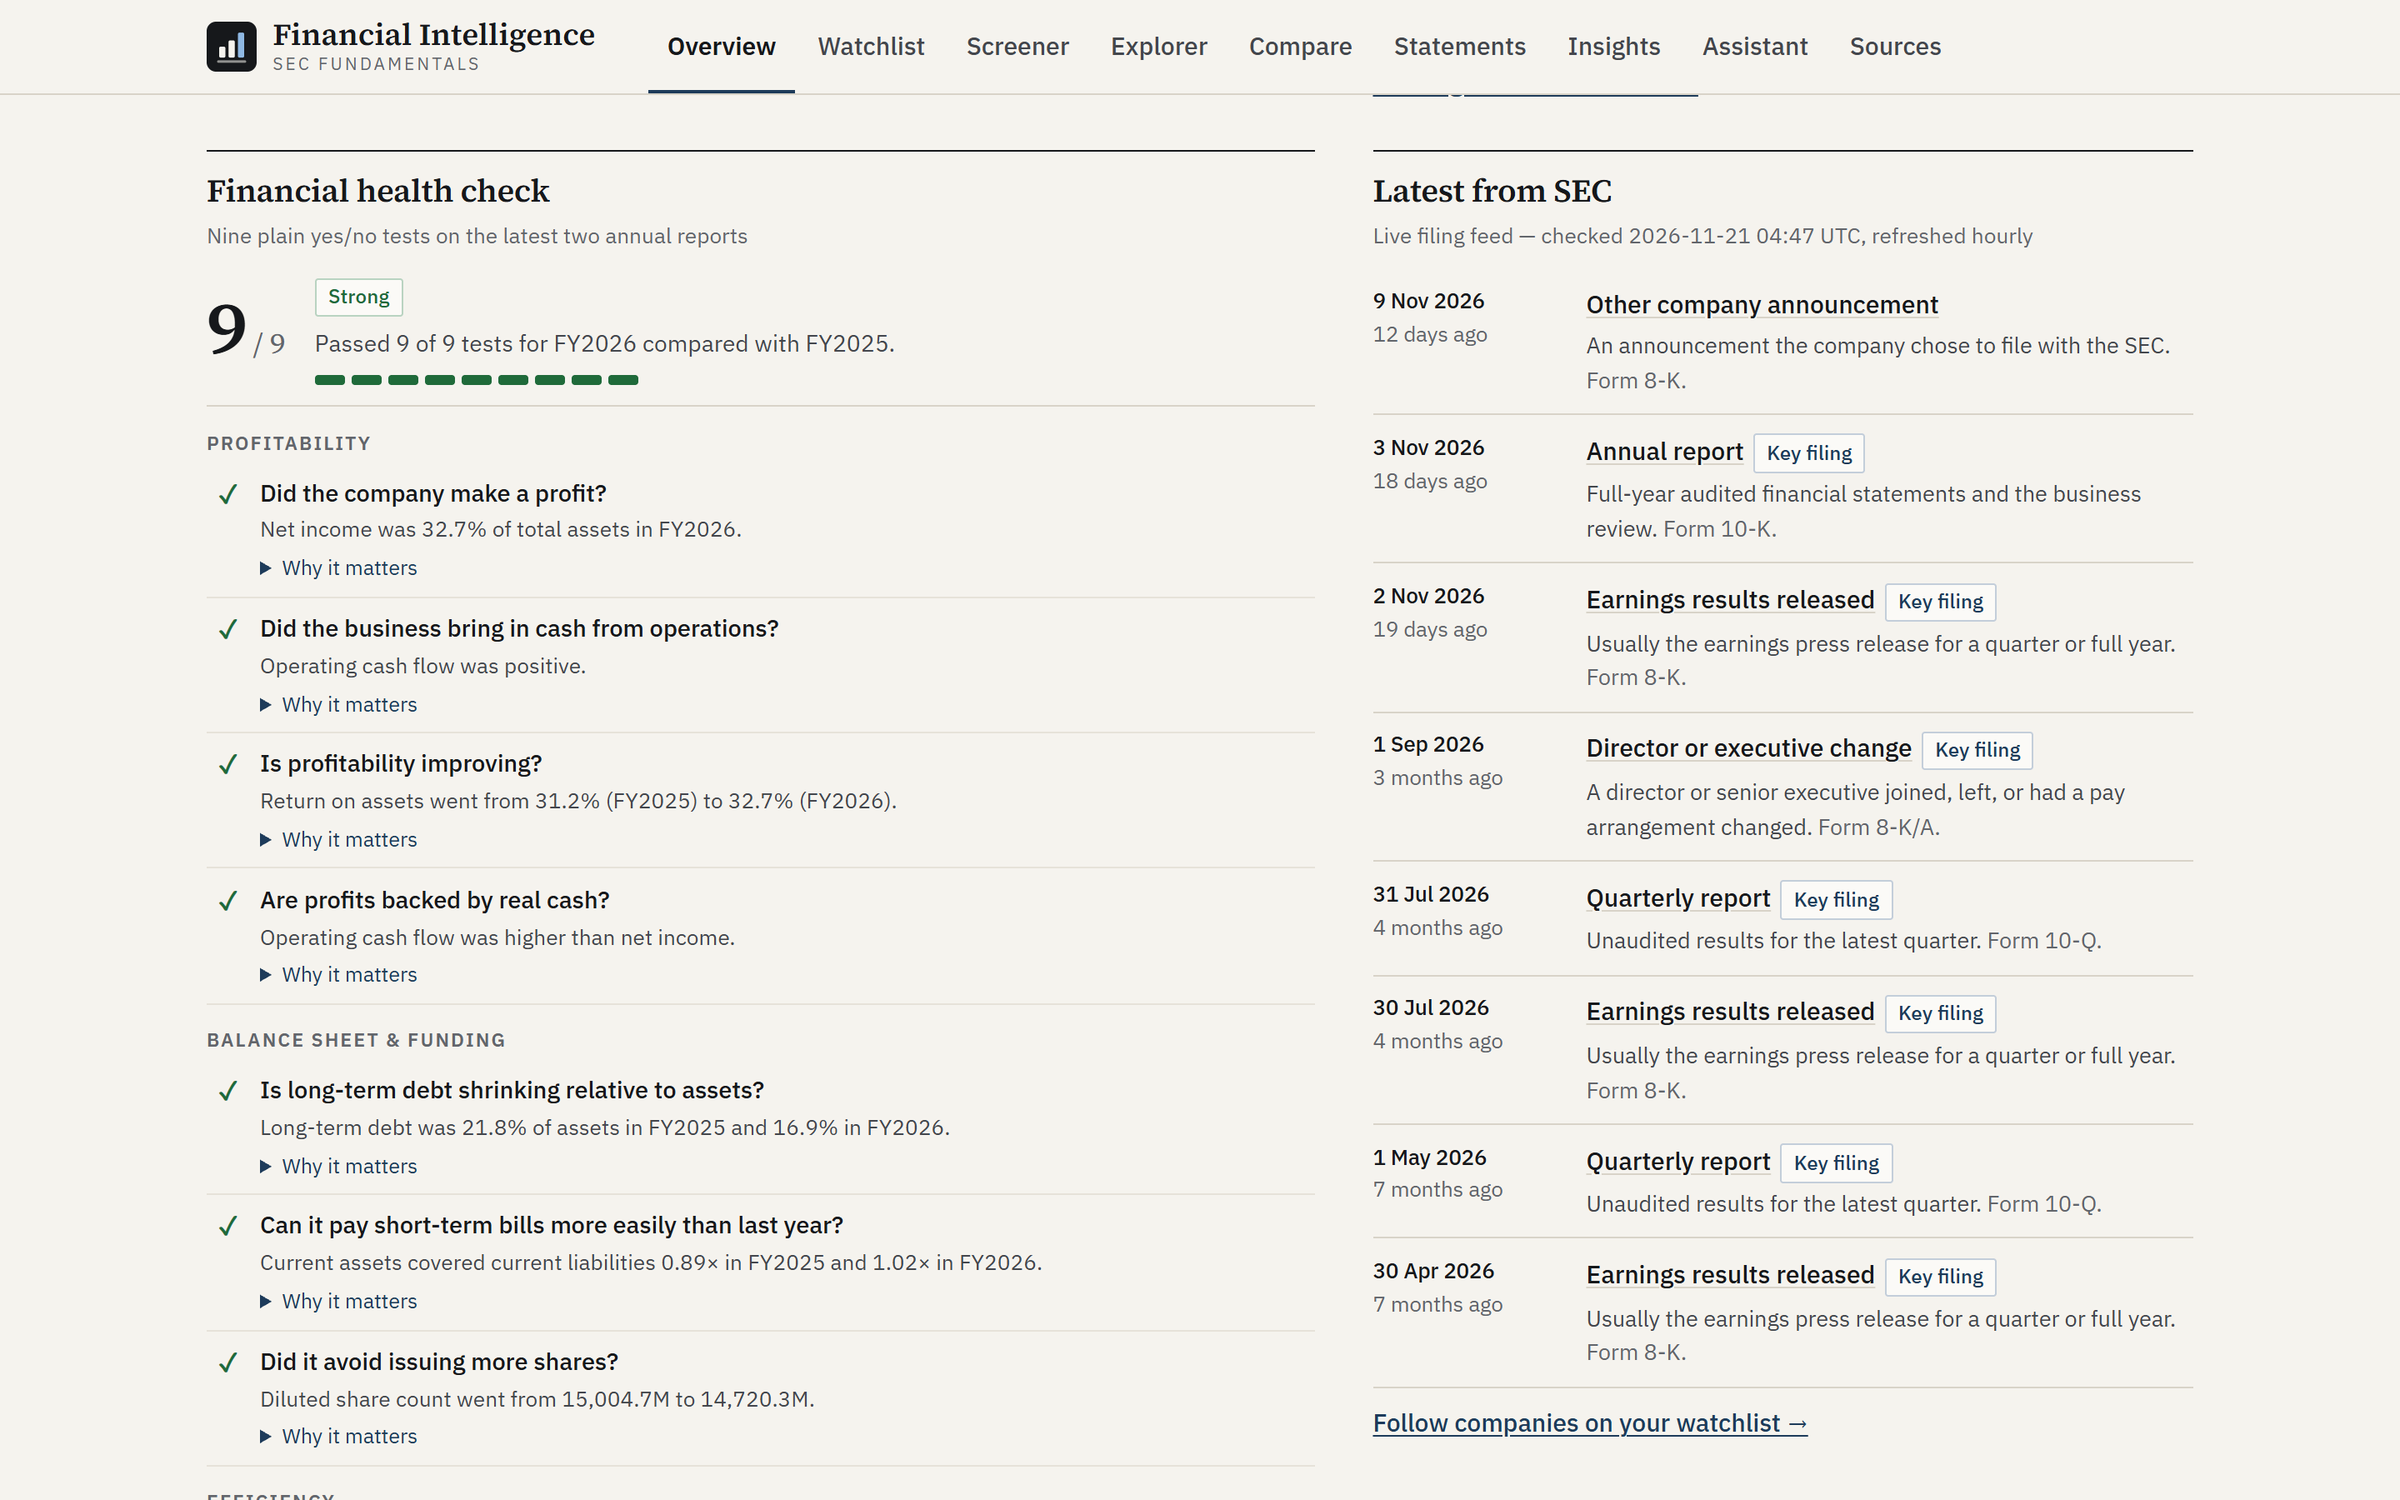 Financial Intelligence
SEC FUNDAMENTALS
Overview
Watchlist
Screener
Explorer
Compare
Statements
Insights
Assistant
Sources
Financial health check
Nine plain yes/no tests on the latest two annual reports
9 / 9
Strong
Passed 9 of 9 tests for FY2026 compared with FY2025.
PROFITABILITY
✓ Did the company make a profit?
Net income was 32.7% of total assets in FY2026.
▶ Why it matters
✓ Did the business bring in cash from operations?
Operating cash flow was positive.
▶ Why it matters
✓ Is profitability improving?
Return on assets went from 31.2% (FY2025) to 32.7% (FY2026).
▶ Why it matters
✓ Are profits backed by real cash?
Operating cash flow was higher than net income.
▶ Why it matters
BALANCE SHEET & FUNDING
✓ Is long-term debt shrinking relative to assets?
Long-term debt was 21.8% of assets in FY2025 and 16.9% in FY2026.
▶ Why it matters
✓ Can it pay short-term bills more easily than last year?
Current assets covered current liabilities 0.89× in FY2025 and 1.02× in FY2026.
▶ Why it matters
✓ Did it avoid issuing more shares?
Diluted share count went from 15,004.7M to 14,720.3M.
▶ Why it matters
EFFICIENCY
Latest from SEC
Live filing feed — checked 2026-11-21 04:47 UTC, refreshed hourly
9 Nov 2026
12 days ago
Other company announcement
An announcement the company chose to file with the SEC.
Form 8-K.
3 Nov 2026
18 days ago
Annual report
Key filing
Full-year audited financial statements and the business
review. Form 10-K.
2 Nov 2026
19 days ago
Earnings results released
Key filing
Usually the earnings press release for a quarter or full year.
Form 8-K.
1 Sep 2026
3 months ago
Director or executive change
Key filing
A director or senior executive joined, left, or had a pay
arrangement changed. Form 8-K/A.
31 Jul 2026
4 months ago
Quarterly report
Key filing
Unaudited results for the latest quarter. Form 10-Q.
30 Jul 2026
4 months ago
Earnings results released
Key filing
Usually the earnings press release for a quarter or full year.
Form 8-K.
1 May 2026
7 months ago
Quarterly report
Key filing
Unaudited results for the latest quarter. Form 10-Q.
30 Apr 2026
7 months ago
Earnings results released
Key filing
Usually the earnings press release for a quarter or full year.
Form 8-K.
Follow companies on your watchlist →